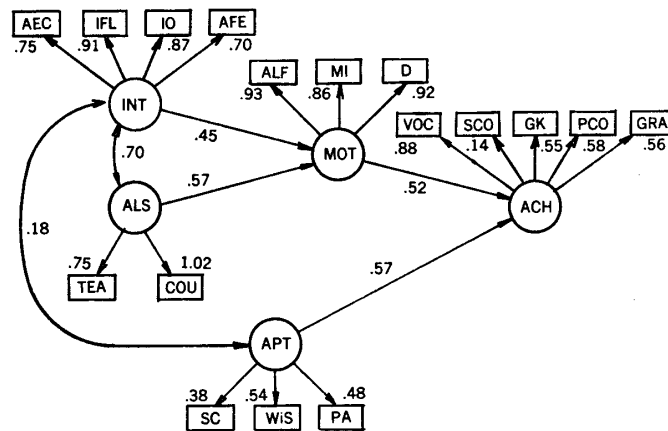 AEC IFL IO AFE
.75 .91 .87 .70
ALF MI D
.93 .86 .92
INT
VOC SCO GK PCO GRA
.88 .14 .55 .58 .56
.45
MOT
.70
.57
.52
ALS
ACH
.18
.75 1.02
TEA COU
.57
APT
.38 .54 .48
SC WiS PA